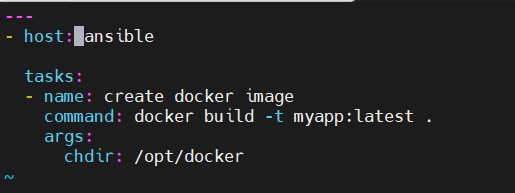 ---
- host: ansible
  tasks:
  - name: create docker image
    command: docker build -t myapp:latest .
    args:
      chdir: /opt/docker
~